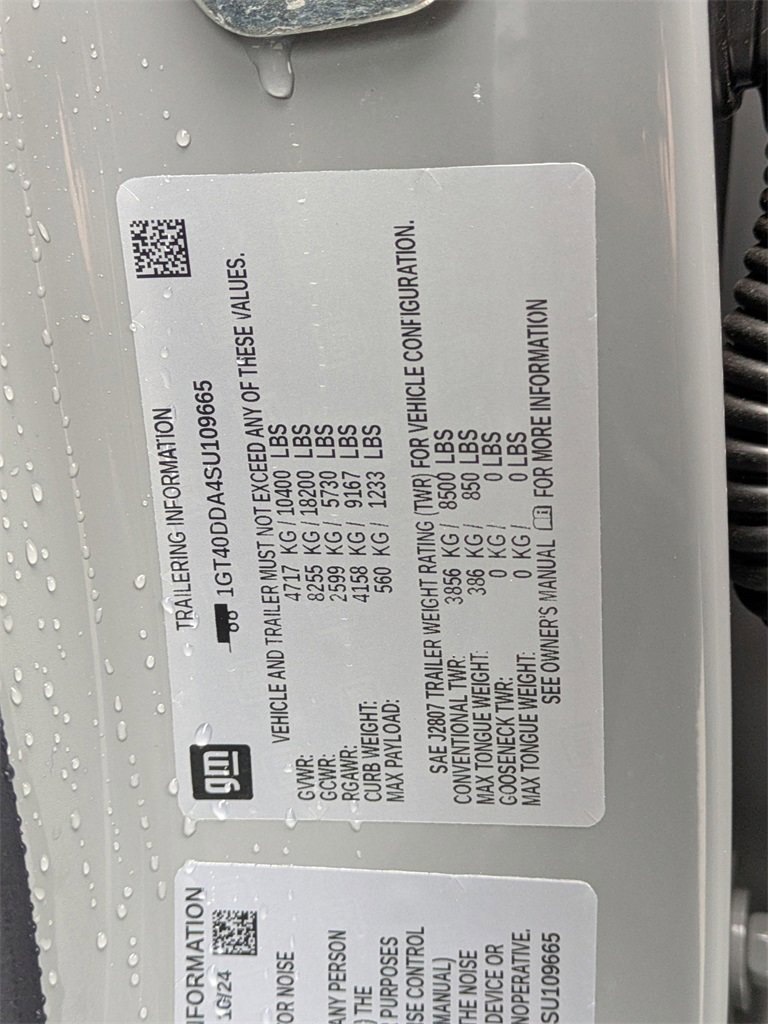 TRAILERING INFORMATION
1GT40DDA4SU109665
gm
VEHICLE AND TRAILER MUST NOT EXCEED ANY OF THESE VALUES.
GVWR: 4717 KG / 10400 LBS
GCWR: 8255 KG / 18200 LBS
RGAWR: 2599 KG / 5730 LBS
CURB WEIGHT: 4158 KG / 9167 LBS
MAX PAYLOAD: 560 KG / 1233 LBS
SAE J2807 TRAILER WEIGHT RATING (TWR) FOR VEHICLE CONFIGURATION.
CONVENTIONAL TWR: 3856 KG / 8500 LBS
MAX TONGUE WEIGHT: 386 KG / 850 LBS
GOOSENECK TWR: 0 KG / 0 LBS
MAX TONGUE WEIGHT: 0 KG / 0 LBS
SEE OWNER'S MANUAL FOR MORE INFORMATION
FORMATION
10/24
OR NOISE
ANY PERSON
) THE
PURPOSES
SE CONTROL
MANUAL)
THE NOISE
DEVICE OR
NOPERATIVE.
SU109665